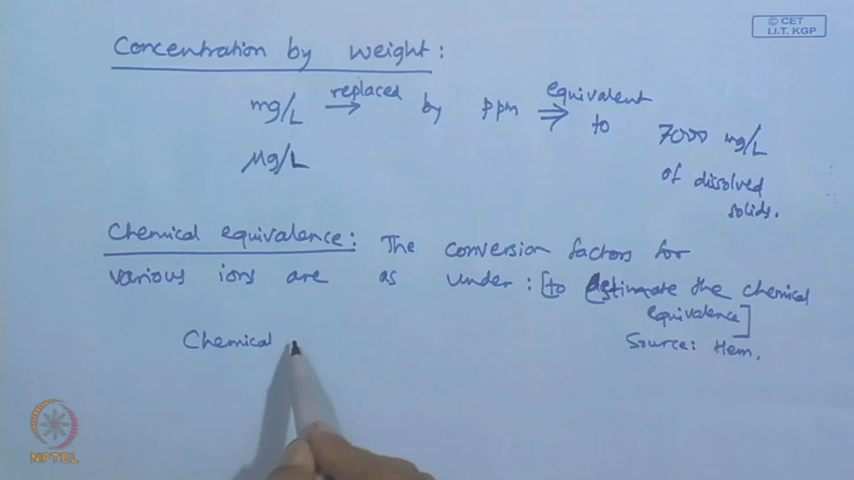 © CET
I.I.T. KGP
Concentration by weight:
mg/L replaced by ppm equivalent to 7000 mg/L
μg/L
of dissolved
solids.
Chemical equivalence: The conversion factors for
various ions are as under: [to estimate the chemical
equivalence]
Source: Hem.
Chemical
NPTEL